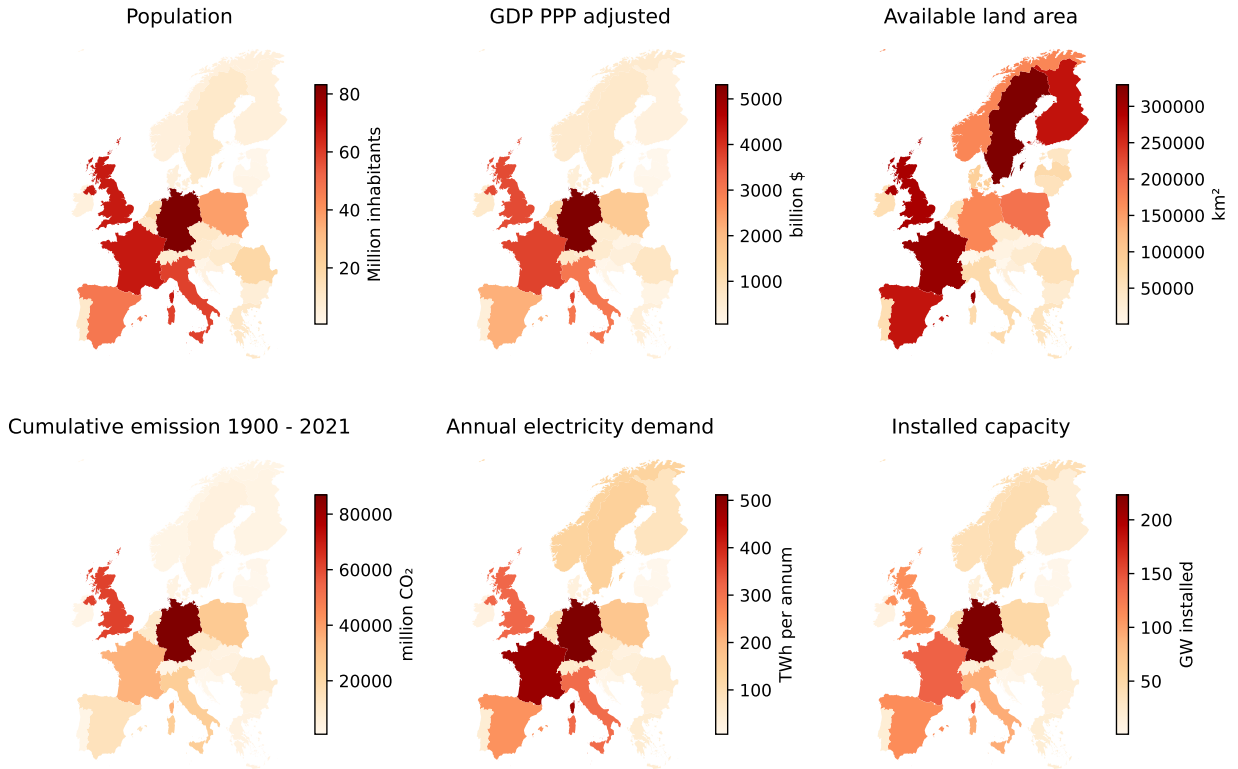 Population
80
60
40
20
Million inhabitants
GDP PPP adjusted
5000
4000
3000
2000
1000
billion $
Available land area
300000
250000
200000
150000
100000
50000
km²
Cumulative emission 1900 - 2021
80000
60000
40000
20000
million CO₂
Annual electricity demand
500
400
300
200
100
TWh per annum
Installed capacity
200
150
100
50
GW installed